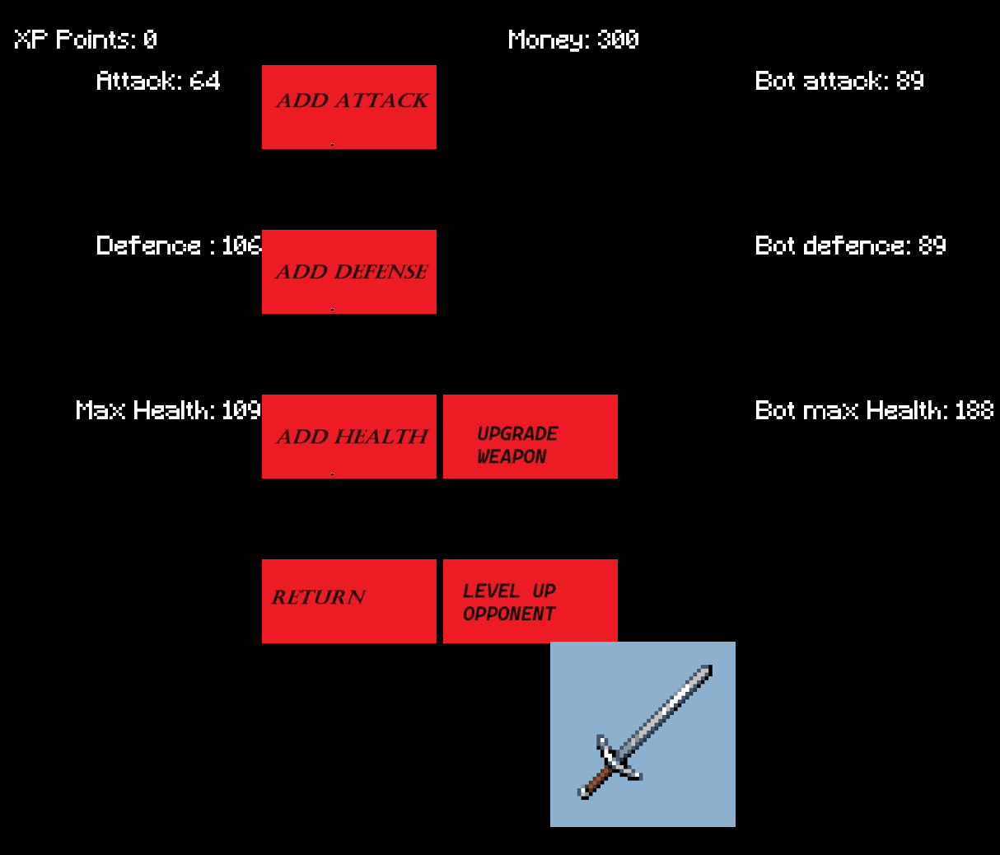 XP Points: 0
Money: 300
Attack: 64
ADD ATTACK
Bot attack: 89
Defence : 106
ADD DEFENSE
Bot defence: 89
Max Health: 109
ADD HEALTH
UPGRADE
WEAPON
Bot max Health: 188
RETURN
LEVEL UP
OPPONENT